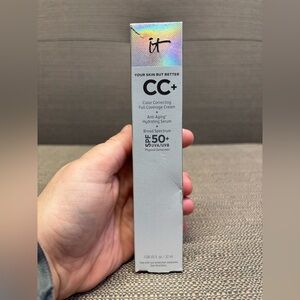 it
YOUR SKIN BUT BETTER
CC+
Color Correcting
Full Coverage Cream
+
Anti-Aging
Hydrating Serum
+
Broad Spectrum
SPF 50+
UVA/UVB
Physical Sunscreen